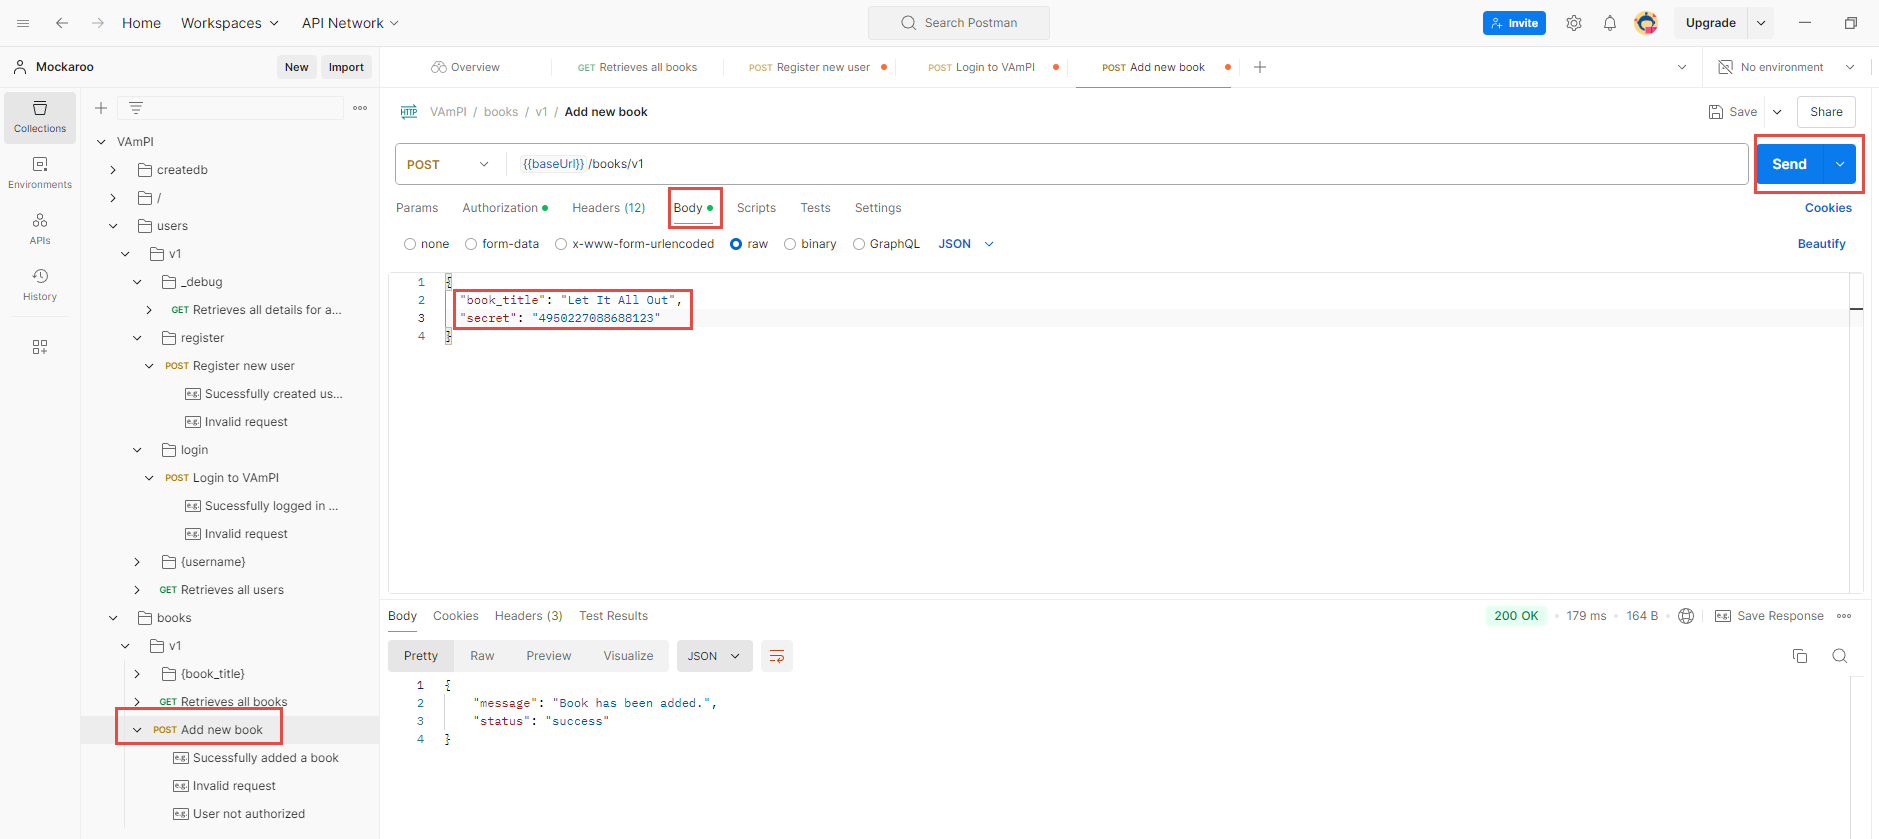 Home Workspaces API Network Search Postman Invite Upgrade
Mockaroo New Import
Overview GET Retrieves all books POST Register new user POST Login to VAmPI POST Add new book No environment
Collections
Environments
APIs
History
VAmPI
createdb
/
users
v1
_debug
GET Retrieves all details for a...
register
POST Register new user
e.g. Sucessfully created us...
e.g. Invalid request
login
POST Login to VAmPI
e.g. Sucessfully logged in ...
e.g. Invalid request
{username}
GET Retrieves all users
books
v1
{book_title}
GET Retrieves all books
POST Add new book
e.g. Sucessfully added a book
e.g. Invalid request
e.g. User not authorized
HTTP VAmPI / books / v1 / Add new book Save Share
POST {{baseUrl}} /books/v1 Send
Params Authorization Headers (12) Body Scripts Tests Settings Cookies
none form-data x-www-form-urlencoded raw binary GraphQL JSON Beautify
1 {
2 "book_title": "Let It All Out",
3 "secret": "4950227088688123"
4 }
Body Cookies Headers (3) Test Results 200 OK 179 ms 164 B e.g. Save Response
Pretty Raw Preview Visualize JSON
1 {
2 "message": "Book has been added.",
3 "status": "success"
4 }